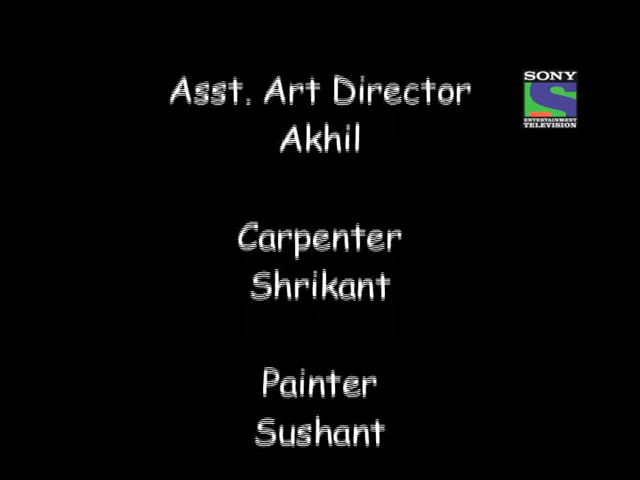 Asst. Art Director
Akhil
SONY
ENTERTAINMENT
TELEVISION
Carpenter
Shrikant
Painter
Sushant